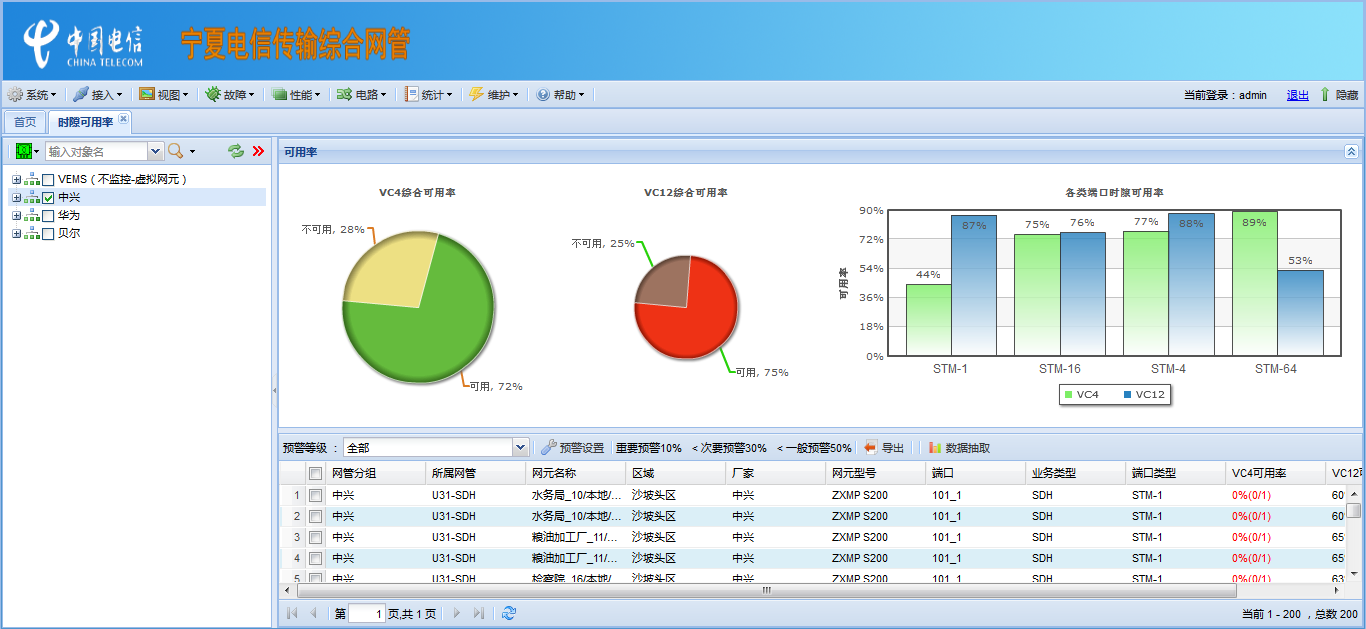 中国电信
CHINA TELECOM
宁夏电信传输综合网管
系统 接入 视图 故障 性能 电路 统计 维护 帮助 当前登录：admin 退出 隐藏
首页 时隙可用率
输入对象名
VEMS（不监控-虚拟网元）
中兴
华为
贝尔
可用率
VC4综合可用率
不可用, 28%
可用, 72%
VC12综合可用率
不可用, 25%
可用, 75%
各类端口时隙可用率
可用率
90%
72%
54%
36%
18%
0%
44% 87% 75% 76% 77% 88% 89% 53%
STM-1 STM-16 STM-4 STM-64
VC4 VC12
预警等级 ： 全部 预警设置 重要预警10% ＜次要预警30% ＜一般预警50% 导出 数据抽取
网管分组 所属网管 网元名称 区域 厂家 网元型号 端口 业务类型 端口类型 VC4可用率
1 中兴 U31-SDH 水务局_10/本地/... 沙坡头区 中兴 ZXMP S200 101_1 SDH STM-1 0%(0/1)
2 中兴 U31-SDH 水务局_10/本地/... 沙坡头区 中兴 ZXMP S200 101_1 SDH STM-1 0%(0/1)
3 中兴 U31-SDH 粮油加工厂_11/... 沙坡头区 中兴 ZXMP S200 101_1 SDH STM-1 0%(0/1)
4 中兴 U31-SDH 粮油加工厂_11/... 沙坡头区 中兴 ZXMP S200 101_1 SDH STM-1 0%(0/1)
5 中兴 U31-SDH 检察院_16/本地/... 沙坡头区 中兴 ZXMP S200 101_1 SDH STM-1 0%(0/1)
第 1 页,共 1 页 当前 1 - 200 ，总数 200